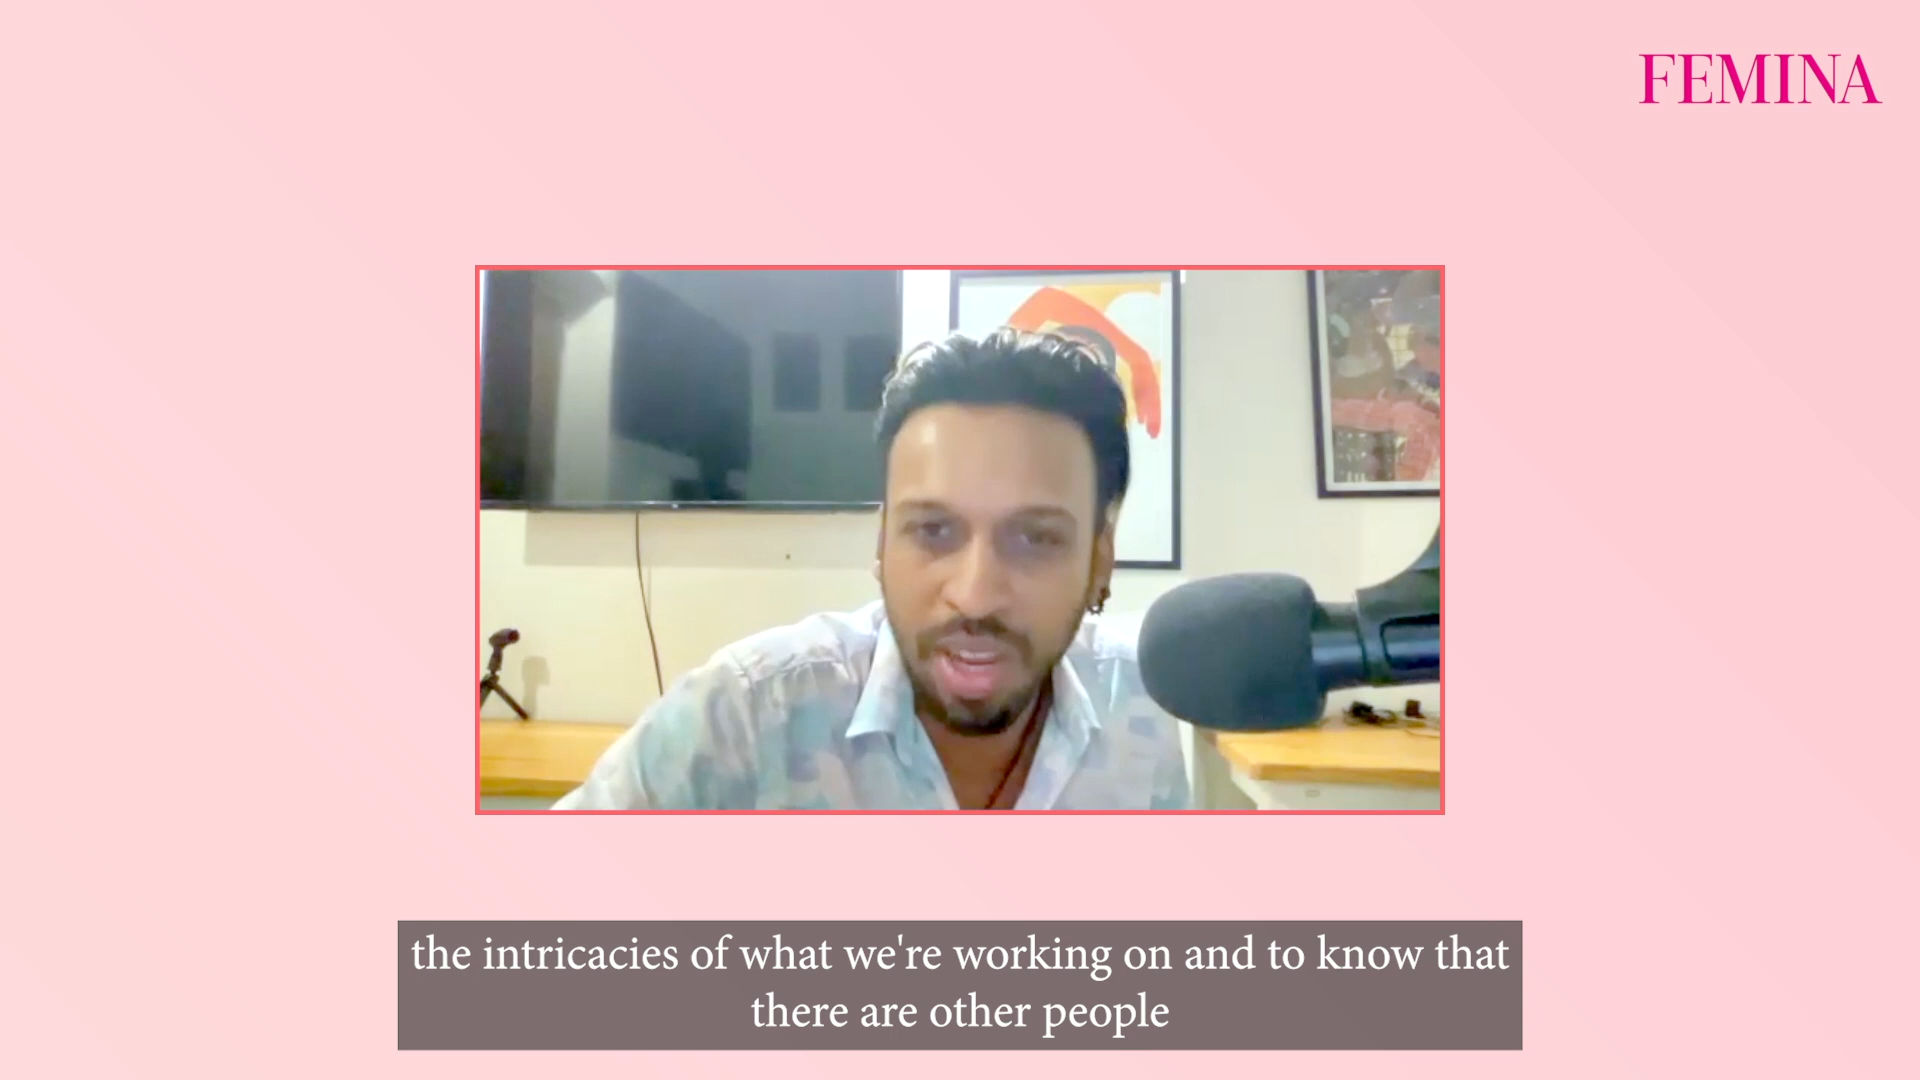 FEMINA
the intricacies of what we're working on and to know that
there are other people